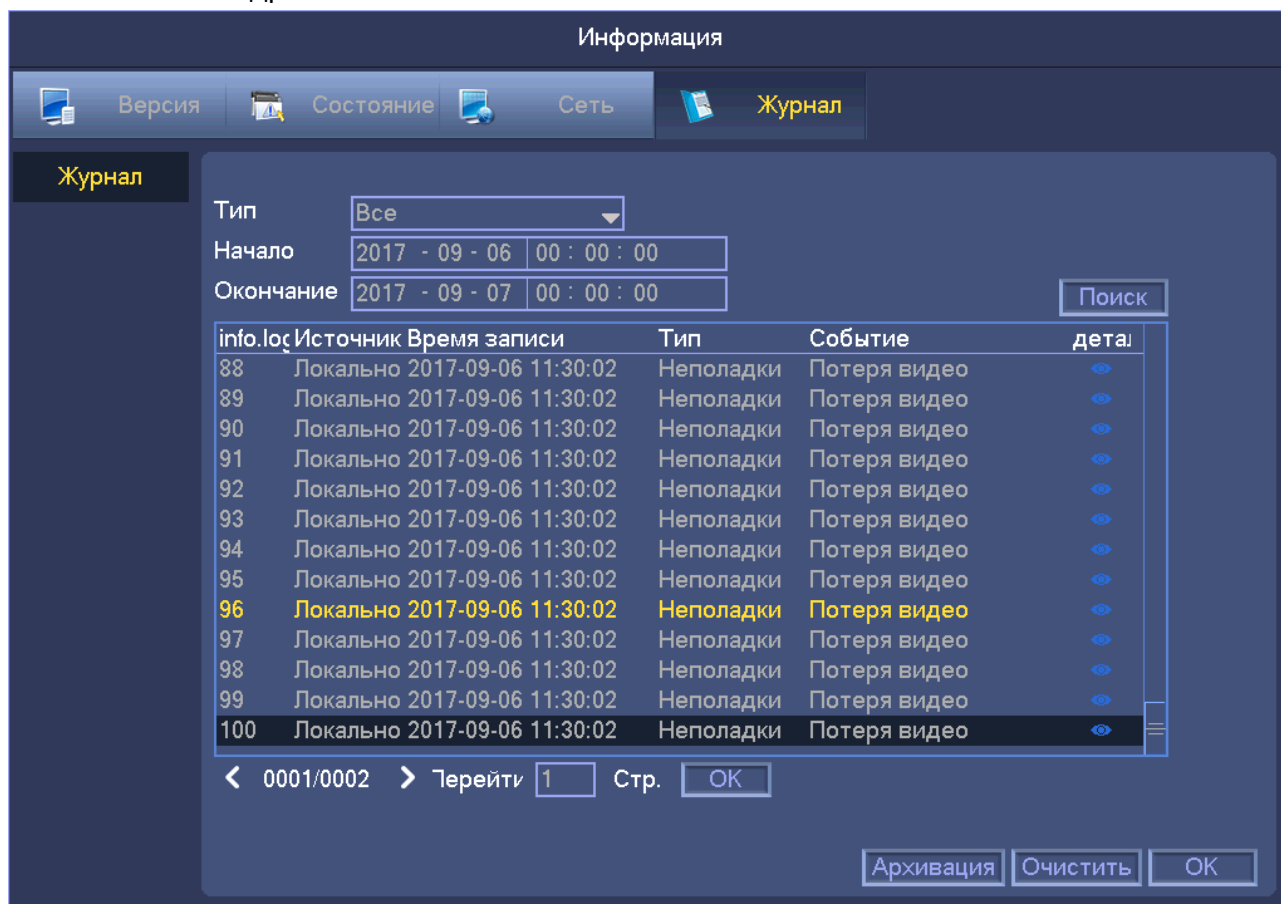 Информация
Версия Состояние Сеть Журнал
Журнал
Тип Все
Начало 2017 - 09 - 06 00 : 00 : 00
Окончание 2017 - 09 - 07 00 : 00 : 00
Поиск
info.log Источник Время записи Тип Событие детал
88 Локально 2017-09-06 11:30:02 Неполадки Потеря видео
89 Локально 2017-09-06 11:30:02 Неполадки Потеря видео
90 Локально 2017-09-06 11:30:02 Неполадки Потеря видео
91 Локально 2017-09-06 11:30:02 Неполадки Потеря видео
92 Локально 2017-09-06 11:30:02 Неполадки Потеря видео
93 Локально 2017-09-06 11:30:02 Неполадки Потеря видео
94 Локально 2017-09-06 11:30:02 Неполадки Потеря видео
95 Локально 2017-09-06 11:30:02 Неполадки Потеря видео
96 Локально 2017-09-06 11:30:02 Неполадки Потеря видео
97 Локально 2017-09-06 11:30:02 Неполадки Потеря видео
98 Локально 2017-09-06 11:30:02 Неполадки Потеря видео
99 Локально 2017-09-06 11:30:02 Неполадки Потеря видео
100 Локально 2017-09-06 11:30:02 Неполадки Потеря видео
0001/0002 Перейти 1 Стр. OK
Архивация Очистить OK